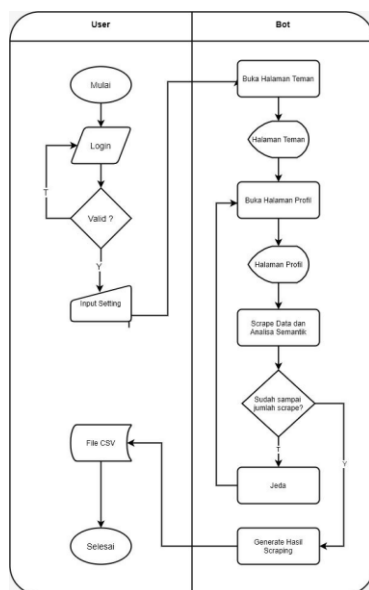 User
Bot
Mulai
Login
T
Valid ?
Y
Input Setting
Buka Halaman Teman
Halaman Teman
Buka Halaman Profil
Halaman Profil
Scrape Data dan
Analisa Semantik
Sudah sampai
jumlah scrape?
T
Y
Jeda
Generate Hasil
Scraping
File CSV
Selesai